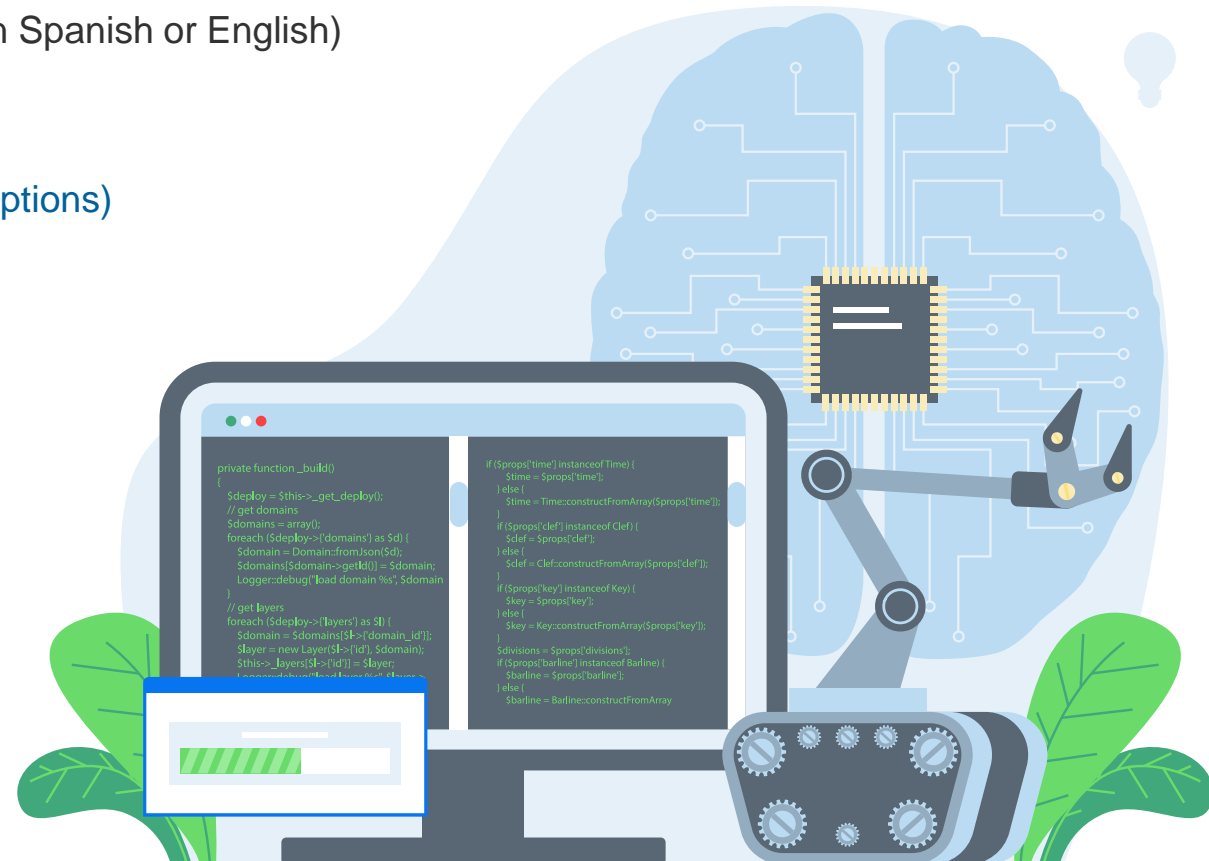 n Spanish or English)
ptions)
private function _build()
{
$deploy = $this->_get_deploy();
// get domains
$domains = array();
foreach ($deploy->{'domains'} as $d) {
$domain = Domain::fromJson($d);
$domains[$domain->getId()] = $domain;
Logger::debug("load domain %s", $domain
}
// get layers
foreach ($deploy->{'layers'} as $l) {
$domain = $domains[$l->{'domain_id'}];
$layer = new Layer($l->{'id'}, $domain);
$this->_layers[$l->{'id'}] = $layer;
Logger::debug("load layer %s", $layer->
if ($props['time'] instanceof Time) {
$time = $props['time'];
} else {
$time = Time::constructFromArray($props['time']);
}
if ($props['clef'] instanceof Clef) {
$clef = $props['clef'];
} else {
$clef = Clef::constructFromArray($props['clef']);
}
if ($props['key'] instanceof Key) {
$key = $props['key'];
} else {
$key = Key::constructFromArray($props['key']);
}
$divisions = $props['divisions'];
if ($props['barline'] instanceof Barline) {
$barline = $props['barline'];
} else {
$barline = Barline::constructFromArray